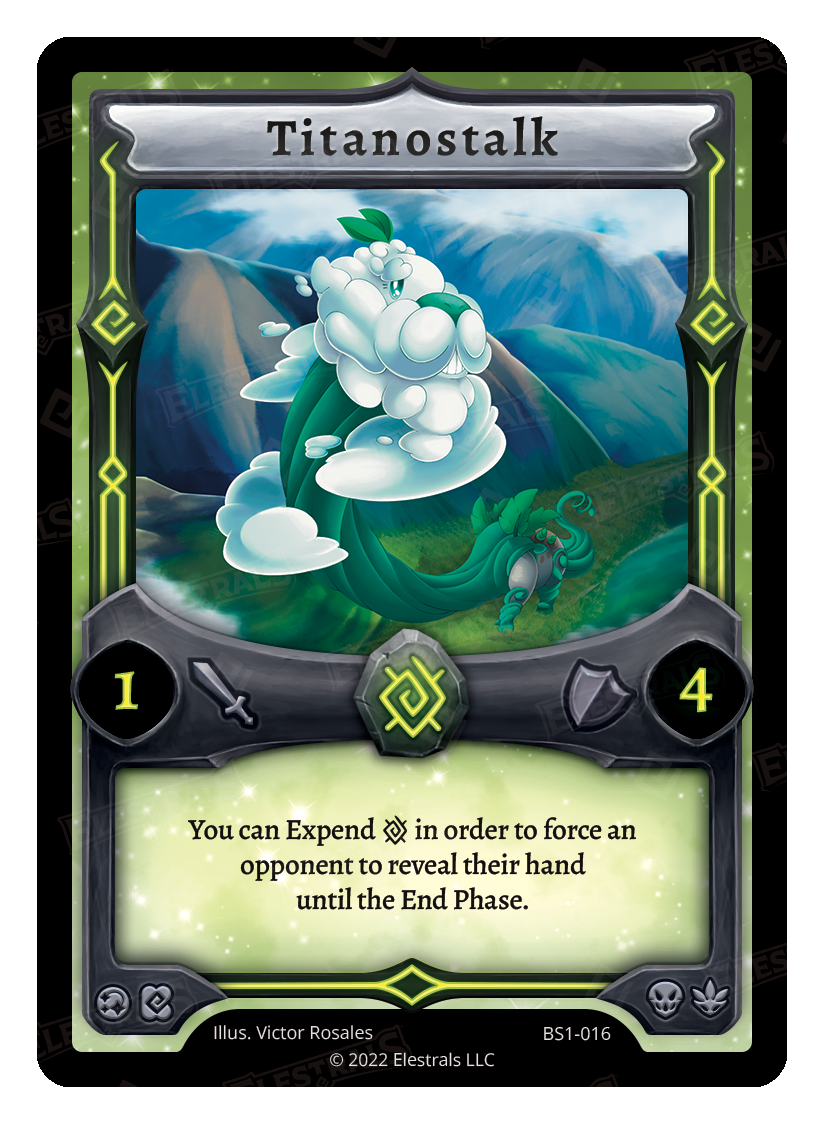 Titanostalk
1
4
You can Expend in order to force an
opponent to reveal their hand
until the End Phase.
Illus. Victor Rosales
BS1-016
© 2022 Elestrals LLC
ELESTRALS